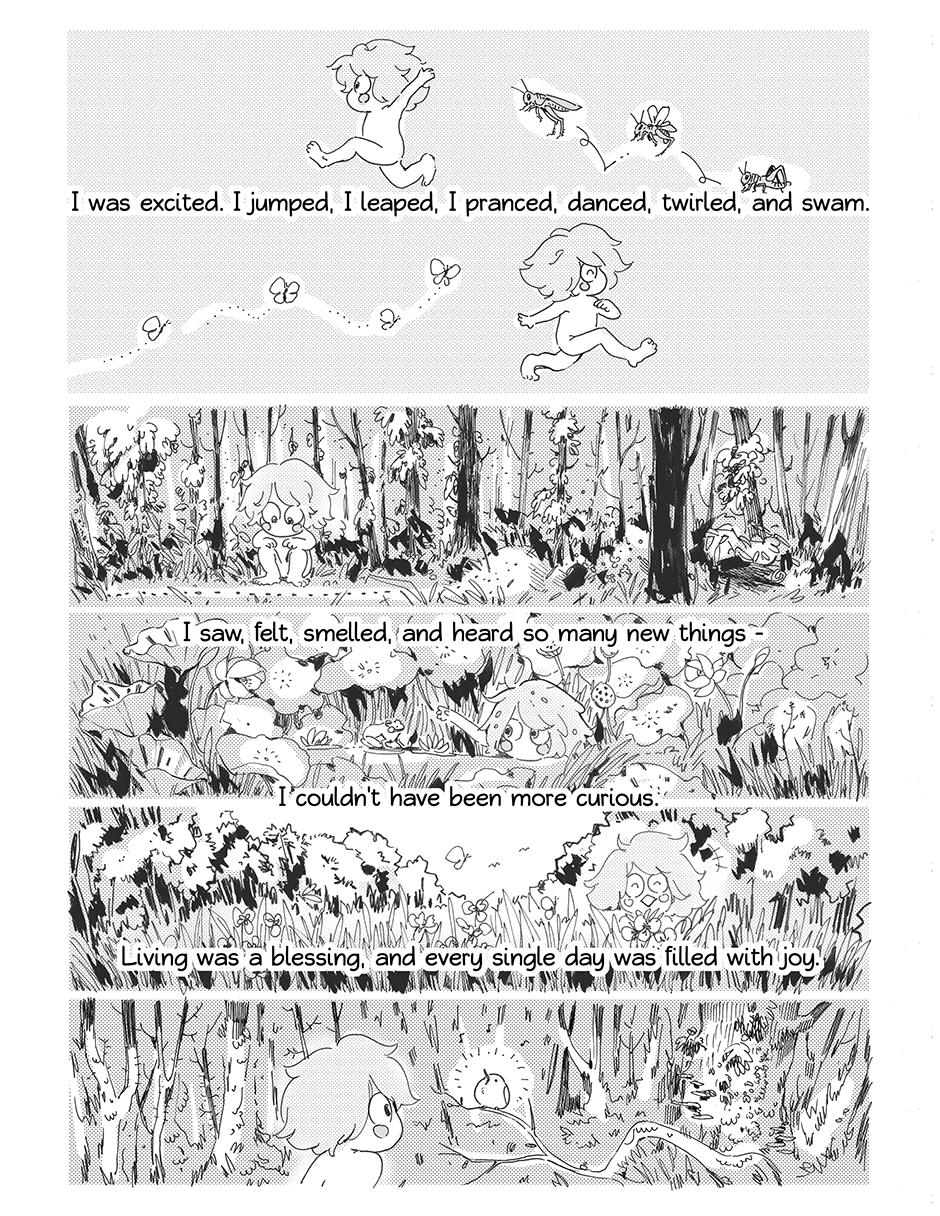 I was excited. I jumped, I leaped, I pranced, danced, twirled, and swam.
I saw, felt, smelled, and heard so many new things -
I couldn't have been more curious.
Living was a blessing, and every single day was filled with joy.